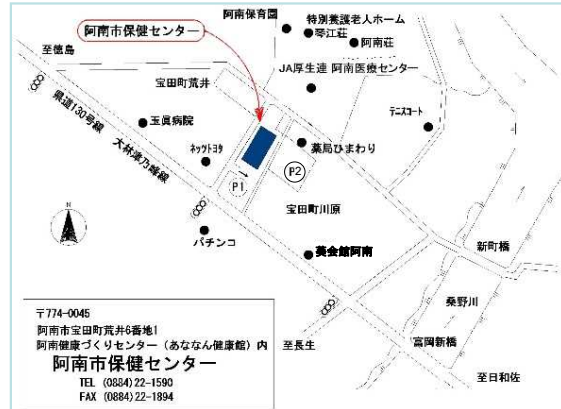 阿南保育園
特別養護老人ホーム
琴江荘
阿南荘
阿南市保健センター
至徳島
JA厚生連 阿南医療センター
宝田町荒井
県道130号線
大林津乃峰線
玉眞病院
テニスコート
ネッツトヨタ
薬局ひまわり
P1
P2
宝田町川原
N
パチンコ
葵会館阿南
新町橋
桑野川
富岡新橋
至長生
至日和佐
〒774-0045
阿南市宝田町荒井6番地1
阿南健康づくりセンター（あななん健康館）内
阿南市保健センター
TEL (0884)22-1590
FAX (0884)22-1894